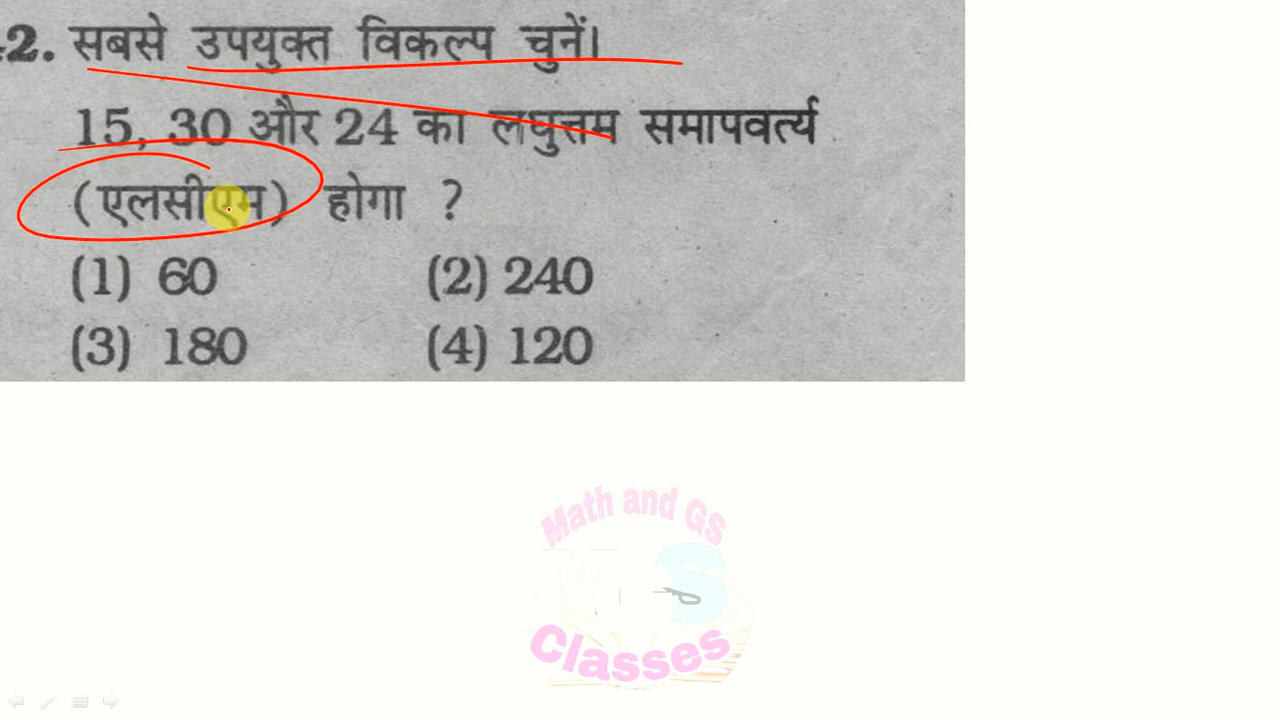 2. सबसे उपयुक्त विकल्प चुनें।
15, 30 और 24 का लघुत्तम समापवर्त्य
(एलसीएम) होगा ?
(1) 60 (2) 240
(3) 180 (4) 120
Math and GS
Classes